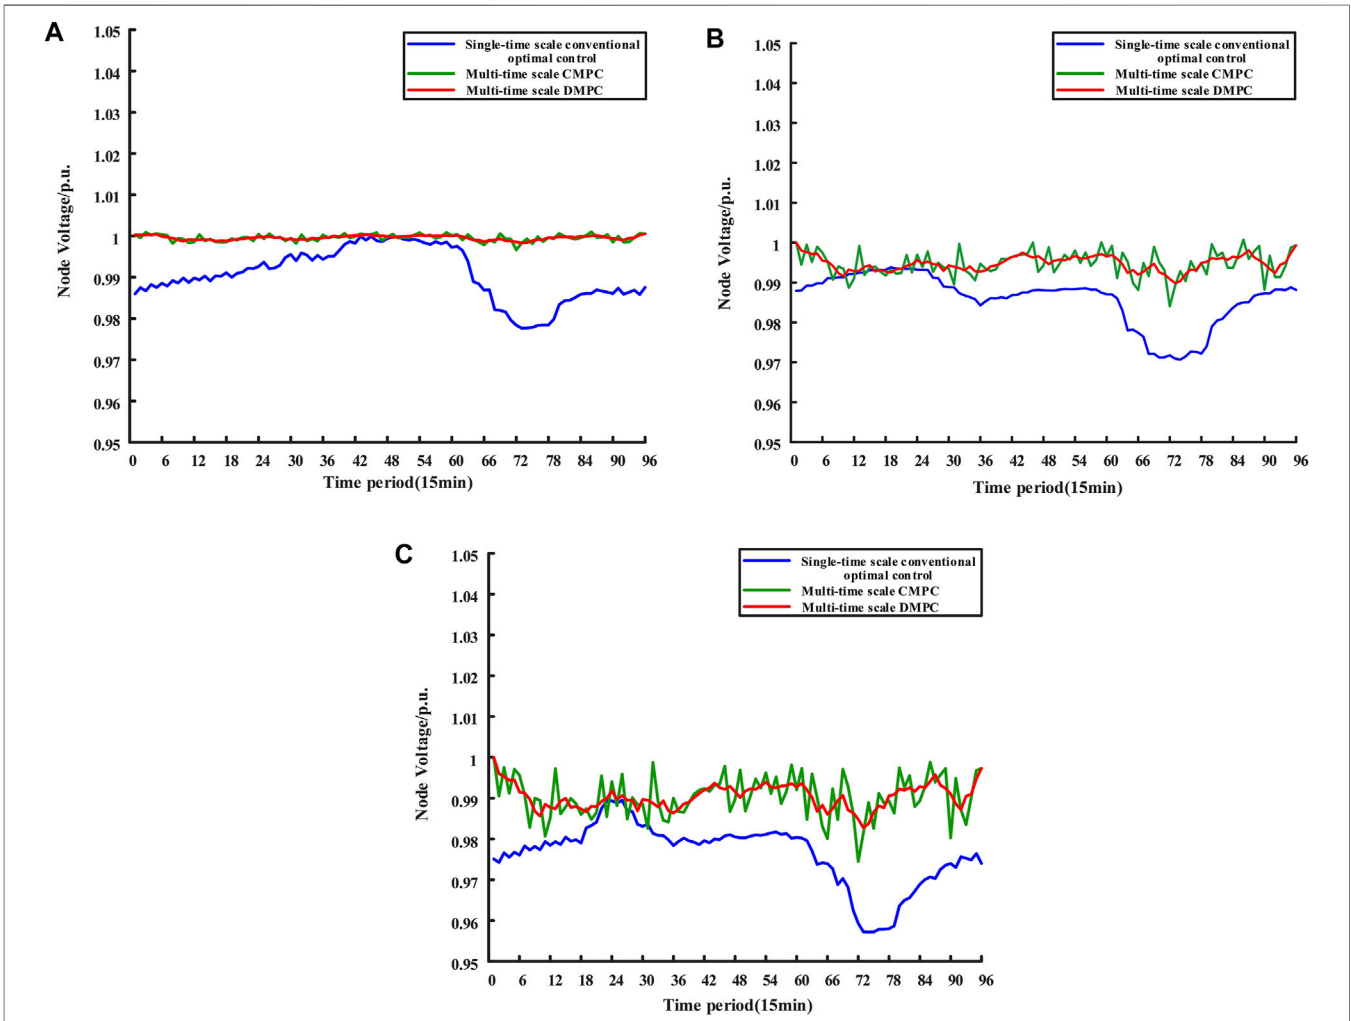 A
1.05
1.04
1.03
1.02
1.01
1
0.99
0.98
0.97
0.96
0.95
Node Voltage/p.u.
0 6 12 18 24 30 36 42 48 54 60 66 72 78 84 90 96
Time period(15min)
Single-time scale conventional
optimal control
Multi-time scale CMPC
Multi-time scale DMPC
B
1.05
1.04
1.03
1.02
1.01
1
0.99
0.98
0.97
0.96
0.95
Node Voltage/p.u.
0 6 12 18 24 30 36 42 48 54 60 66 72 78 84 90 96
Time period(15min)
Single-time scale conventional
optimal control
Multi-time scale CMPC
Multi-time scale DMPC
C
1.05
1.04
1.03
1.02
1.01
1
0.99
0.98
0.97
0.96
0.95
Node Voltage/p.u.
0 6 12 18 24 30 36 42 48 54 60 66 72 78 84 90 96
Time period(15min)
Single-time scale conventional
optimal control
Multi-time scale CMPC
Multi-time scale DMPC